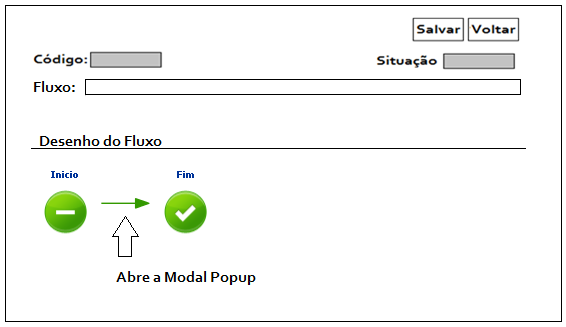 Salvar Voltar
Código: Situação
Fluxo:
Desenho do Fluxo
Inicio Fim
Abre a Modal Popup